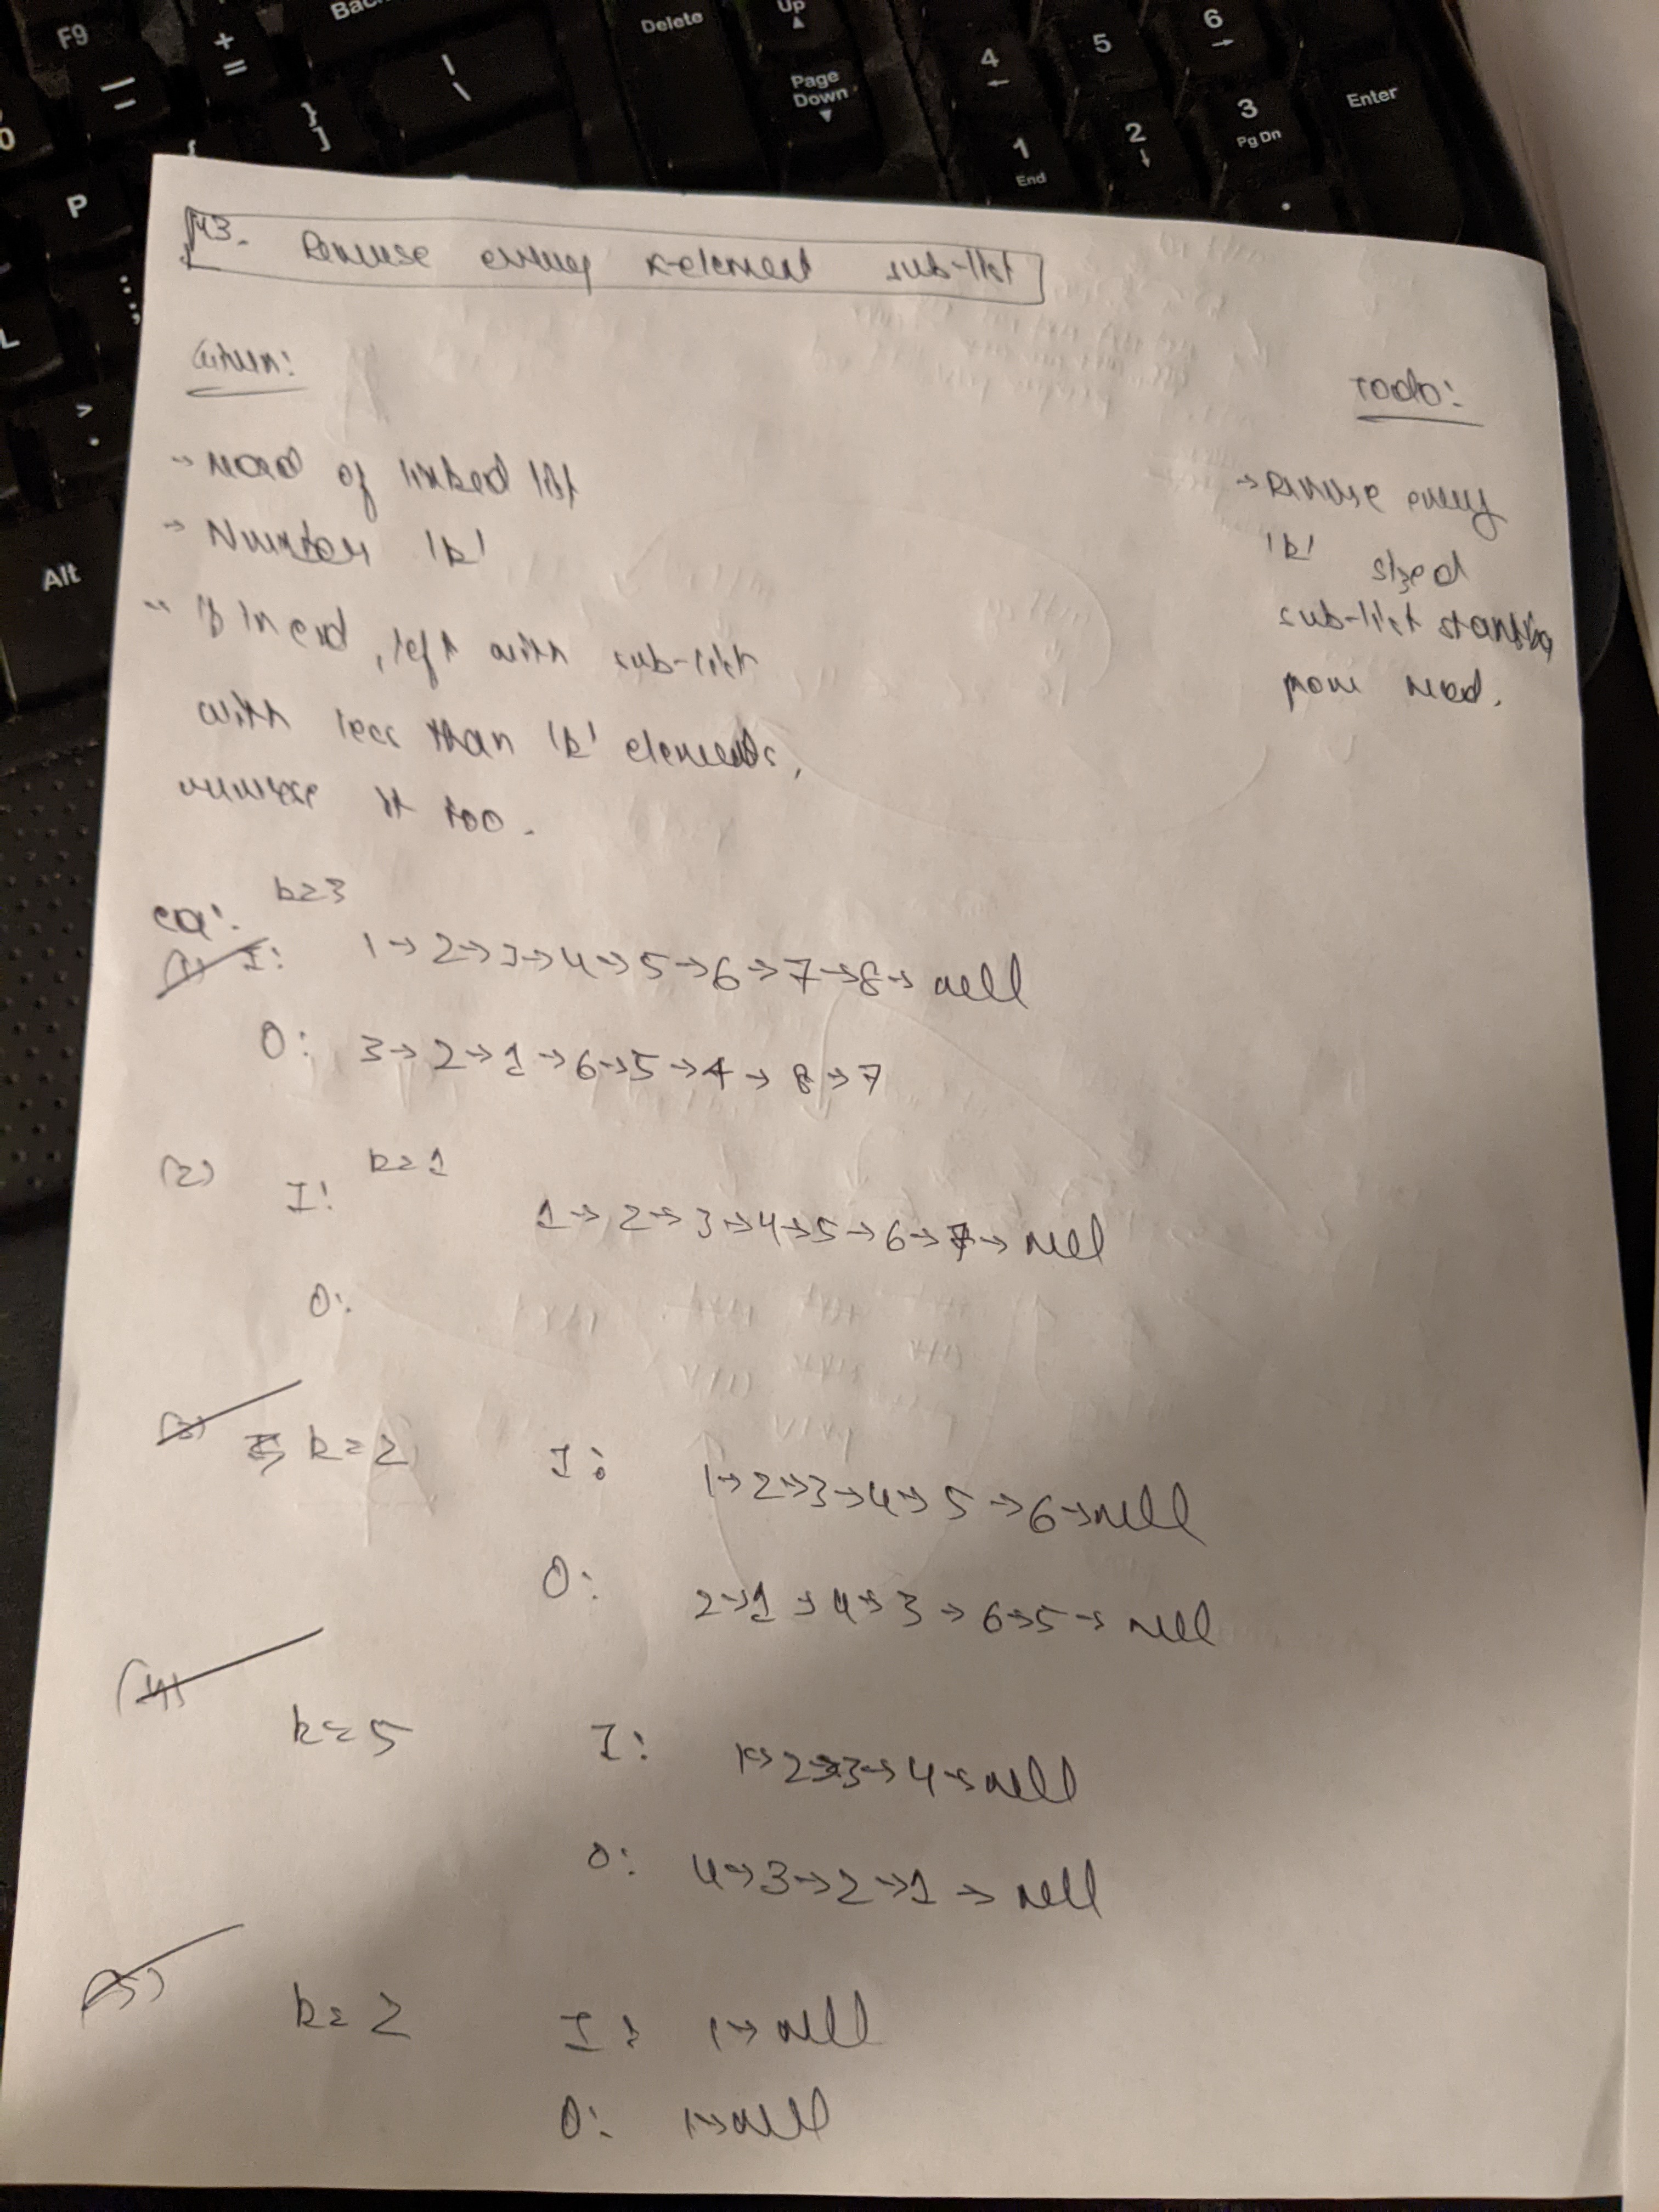 F9
+
=
Delete
Up
Page
Down
4
5
6
1
End
2
3
Pg Dn
Enter
P
L
Alt
43. Reverse every k-element sub-list
Given:
Todo:
→ Head of linked list
→ Number 'k'
→ If in end, left with sub-list
with less than 'k' elements,
reverse it too.
→ Reverse every
'k' sized
sub-list starting
from head.
eg: k=3
(1) I: 1→2→3→4→5→6→7→8→null
O: 3→2→1→6→5→4→8→7
(2) I: k=1 1→2→3→4→5→6→7→null
O:
(3) k=2 I: 1→2→3→4→5→6→null
O: 2→1→4→3→6→5→null
(4) k=5 I: 1→2→3→4→null
O: 4→3→2→1→null
(5) k=2 I: 1→null
O: 1→null